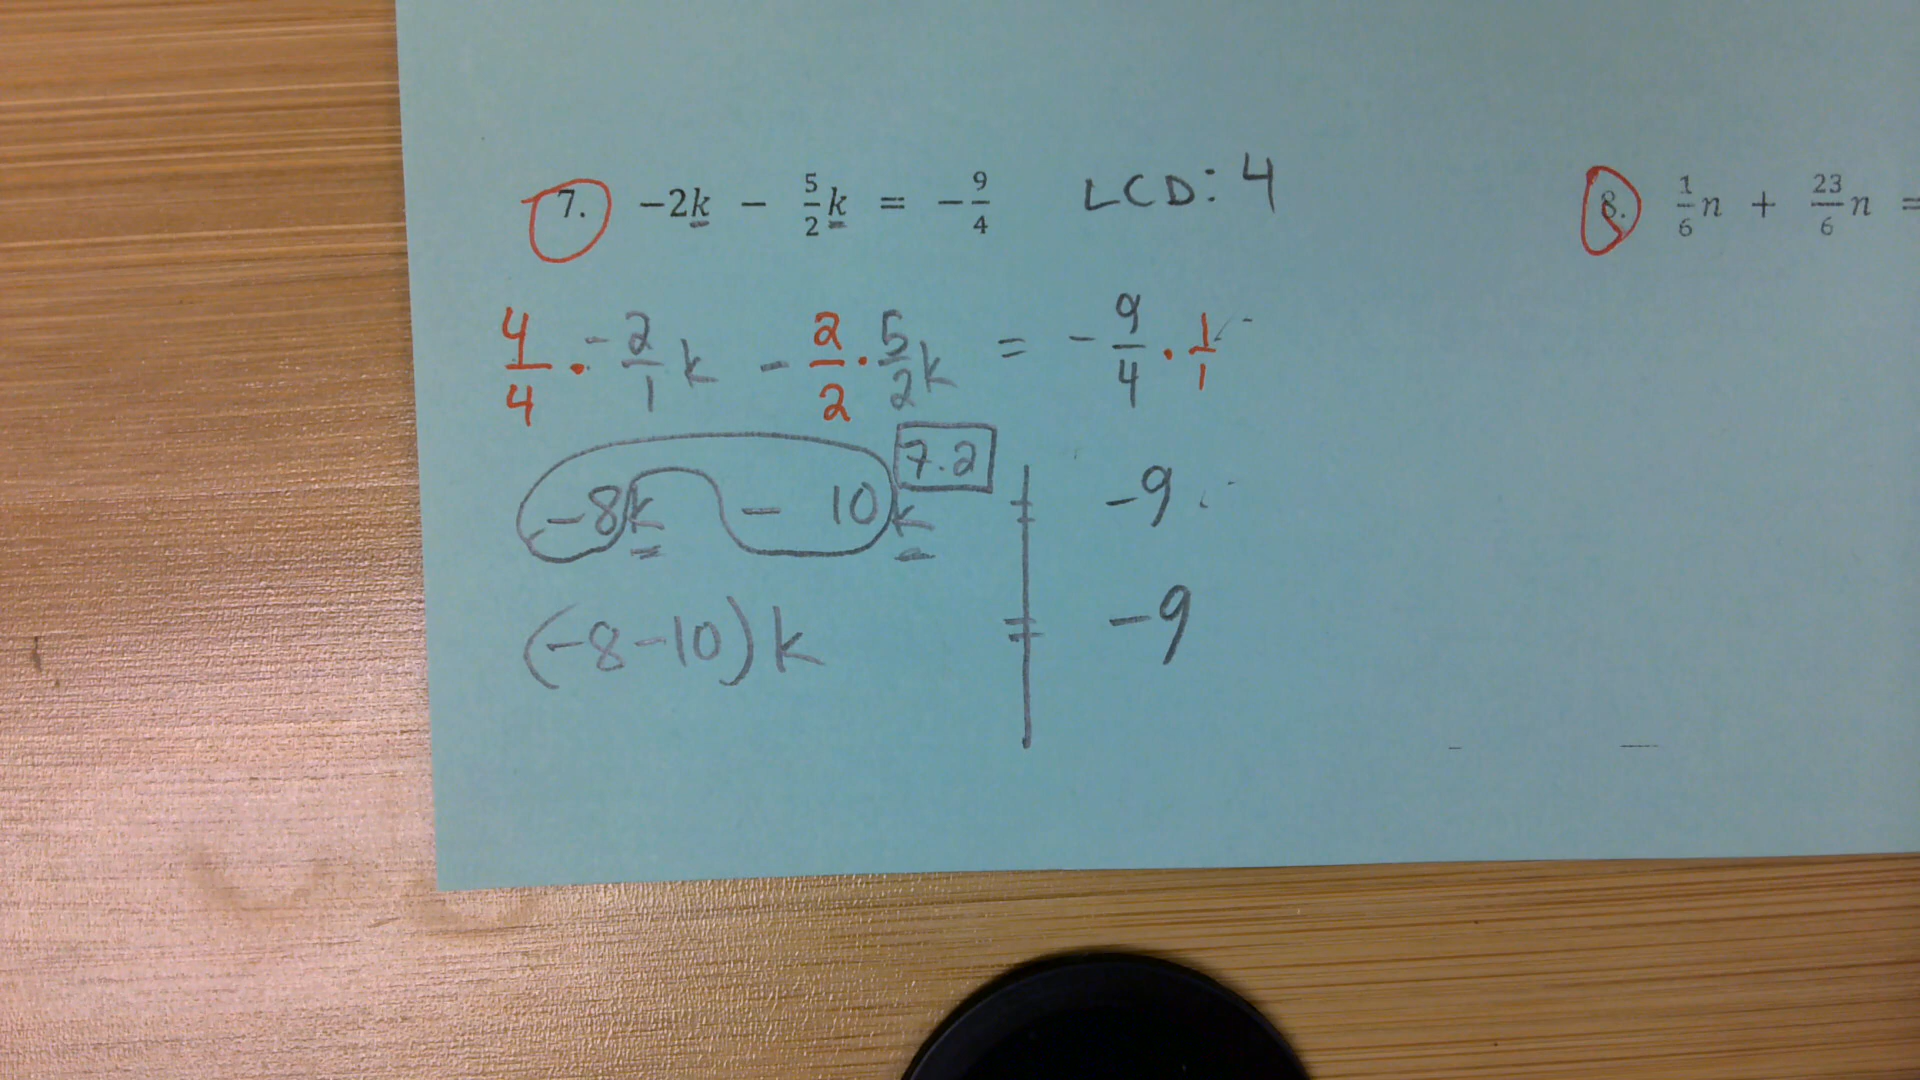 7. −2k − 5/2 k = − 9/4 LCD: 4
8. 1/6 n + 23/6 n =
4/4 · − 2/1 k − 2/2 · 5/2 k = − 9/4 · 1/1
7.2
−8k − 10k = −9
(−8−10)k = −9